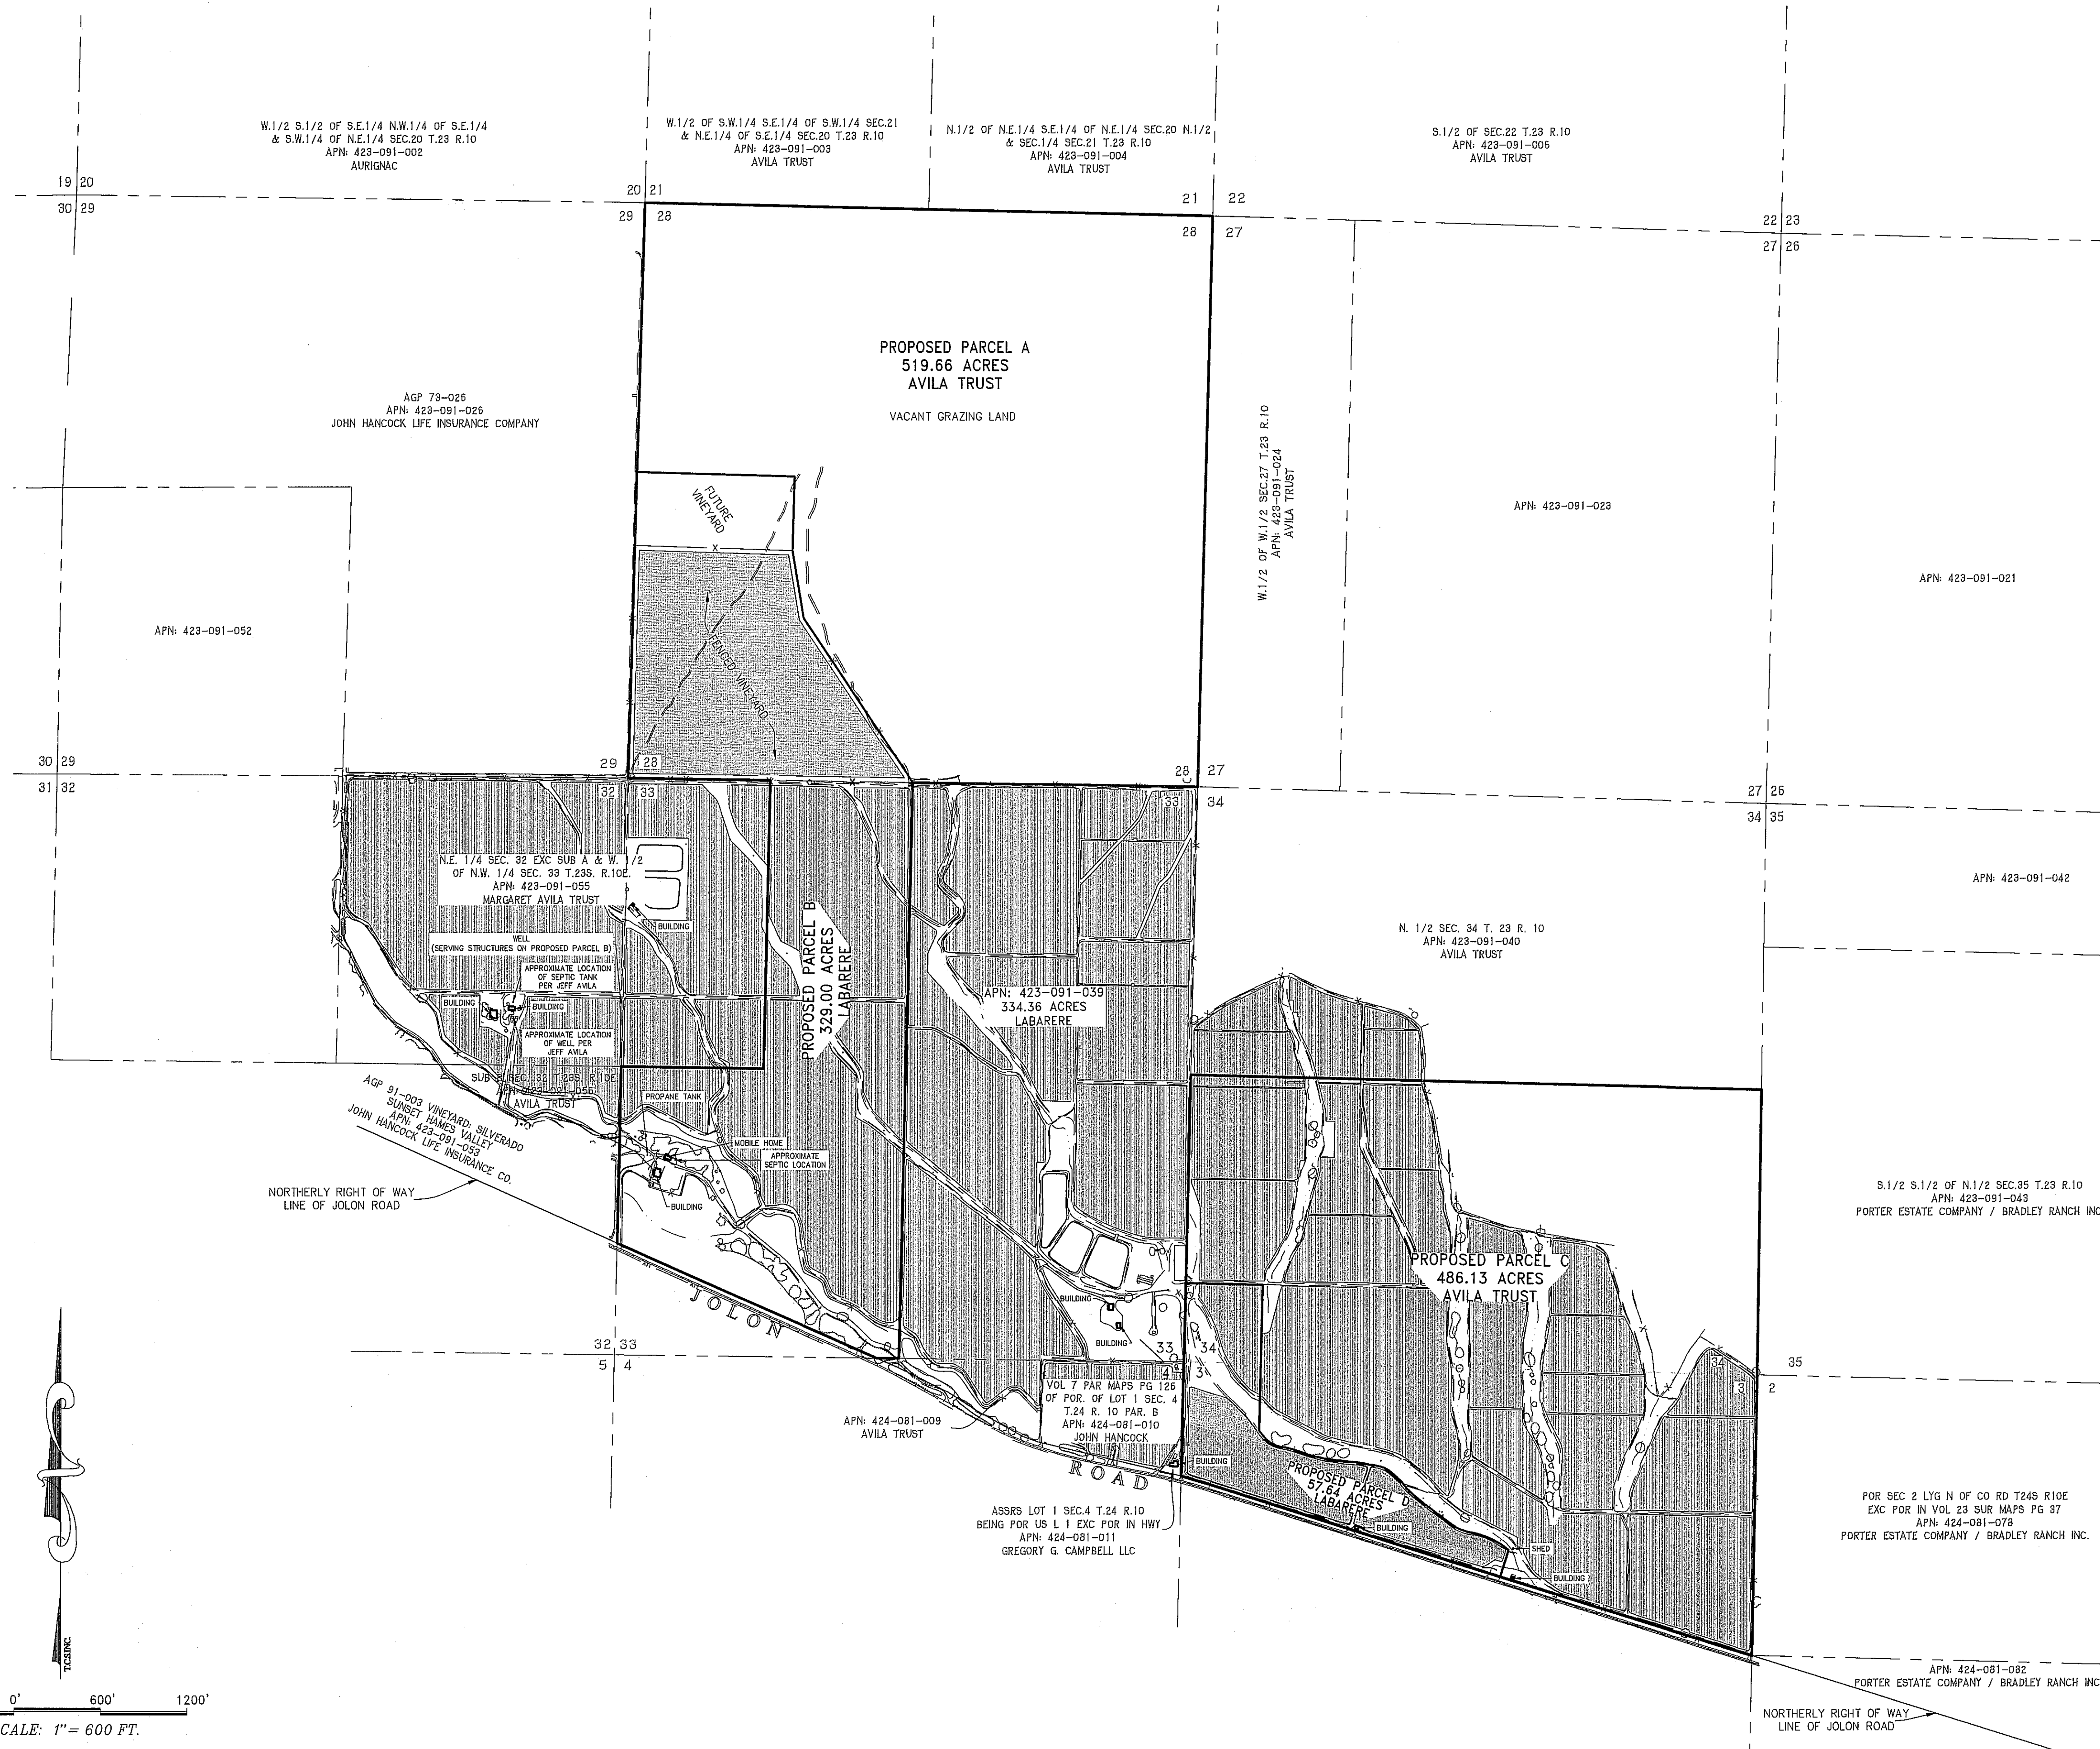 W.1/2 S.1/2 OF S.E.1/4 N.W.1/4 OF S.E.1/4
& S.W.1/4 OF N.E.1/4 SEC.20 T.23 R.10
APN: 423-091-002
AURIGNAC
W.1/2 OF S.W.1/4 S.E.1/4 OF S.W.1/4 SEC.21
& N.E.1/4 OF S.E.1/4 SEC.20 T.23 R.10
APN: 423-091-003
AVILA TRUST
N.1/2 OF N.E.1/4 S.E.1/4 OF N.E.1/4 SEC.20 N.1/2
& SEC.1/4 SEC.21 T.23 R.10
APN: 423-091-004
AVILA TRUST
S.1/2 OF SEC.22 T.23 R.10
APN: 423-091-006
AVILA TRUST
19 20
30 29
20 21
29 28
21 22
28 27
22 23
27 26
PROPOSED PARCEL A
519.66 ACRES
AVILA TRUST
VACANT GRAZING LAND
AGP 73-026
APN: 423-091-026
JOHN HANCOCK LIFE INSURANCE COMPANY
W.1/2 OF W.1/2 SEC.27 T.23 R.10
APN: 423-091-024
AVILA TRUST
APN: 423-091-023
APN: 423-091-021
FUTURE
VINEYARD
FENCED VINEYARD
APN: 423-091-052
30 29
31 32
29 28
32 33
28 27
33 34
27 26
34 35
N.E. 1/4 SEC. 32 EXC SUB A & W. 1/2
OF N.W. 1/4 SEC. 33 T.23S. R.10E.
APN: 423-091-055
MARGARET AVILA TRUST
BUILDING
WELL
(SERVING STRUCTURES ON PROPOSED PARCEL B)
APPROXIMATE LOCATION
OF SEPTIC TANK
PER JEFF AVILA
BUILDING
BUILDING
APPROXIMATE LOCATION
OF WELL PER
JEFF AVILA
PROPOSED PARCEL B
329.00 ACRES
LABARERE
APN: 423-091-039
334.36 ACRES
LABARERE
N. 1/2 SEC. 34 T. 23 R. 10
APN: 423-091-040
AVILA TRUST
APN: 423-091-042
SEC. 32 T.23S. R.10E
APN: 423-091-056
AVILA TRUST
AGP 91-003 VINEYARD: SILVERADO
SUNSET HAMES VALLEY
APN: 423-091-053
JOHN HANCOCK LIFE INSURANCE CO.
PROPANE TANK
MOBILE HOME
APPROXIMATE
SEPTIC LOCATION
BUILDING
NORTHERLY RIGHT OF WAY
LINE OF JOLON ROAD
S.1/2 S.1/2 OF N.1/2 SEC.35 T.23 R.10
APN: 423-091-043
PORTER ESTATE COMPANY / BRADLEY RANCH INC
PROPOSED PARCEL C
486.13 ACRES
AVILA TRUST
JOLON
BUILDING
BUILDING
32 33
5 4
33 34
4 3
34 35
3 2
VOL 7 PAR MAPS PG 126
OF POR. OF LOT 1 SEC. 4
T.24 R. 10 PAR. B
APN: 424-081-010
JOHN HANCOCK
APN: 424-081-009
AVILA TRUST
ROAD
BUILDING
PROPOSED PARCEL D
57.64 ACRES
LABARERE
BUILDING
SHED
BUILDING
ASSRS LOT 1 SEC.4 T.24 R.10
BEING POR US L 1 EXC POR IN HWY
APN: 424-081-011
GREGORY G. CAMPBELL LLC
POR SEC 2 LYG N OF CO RD T24S R10E
EXC POR IN VOL 23 SUR MAPS PG 37
APN: 424-081-078
PORTER ESTATE COMPANY / BRADLEY RANCH INC.
APN: 424-081-082
PORTER ESTATE COMPANY / BRADLEY RANCH INC
NORTHERLY RIGHT OF WAY
LINE OF JOLON ROAD
T.C.S.INC.
0' 600' 1200'
CALE: 1"= 600 FT.